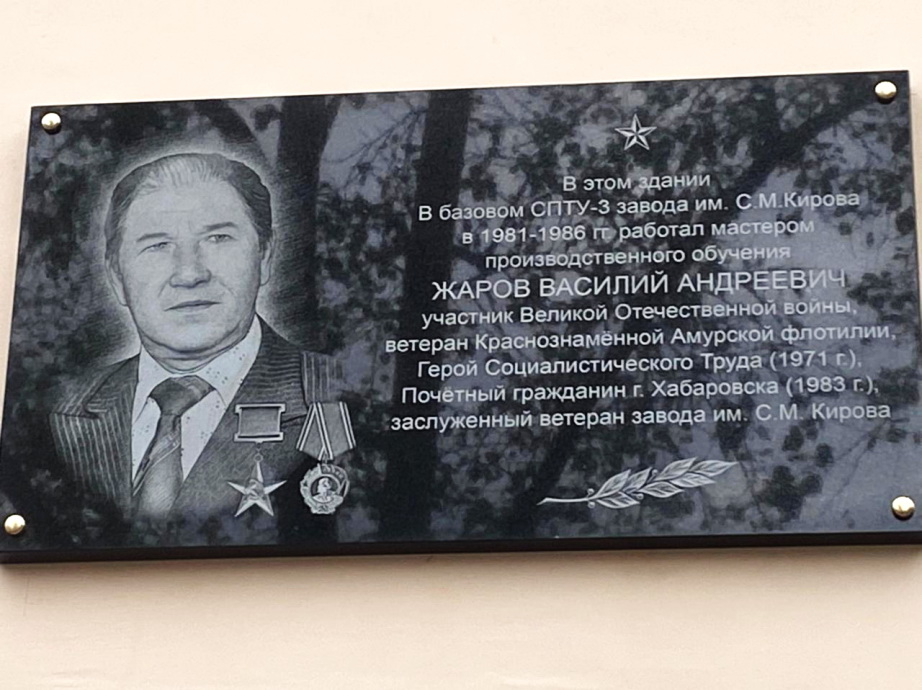 В этом здании
В базовом СПТУ-3 завода им. С.М.Кирова
в 1981-1986 гг. работал мастером
производственного обучения
ЖАРОВ ВАСИЛИЙ АНДРЕЕВИЧ
участник Великой Отечественной войны,
ветеран Краснознамённой Амурской флотилии,
Герой Социалистического Труда (1971 г.),
Почётный гражданин г. Хабаровска (1983 г.),
заслуженный ветеран завода им. С.М. Кирова